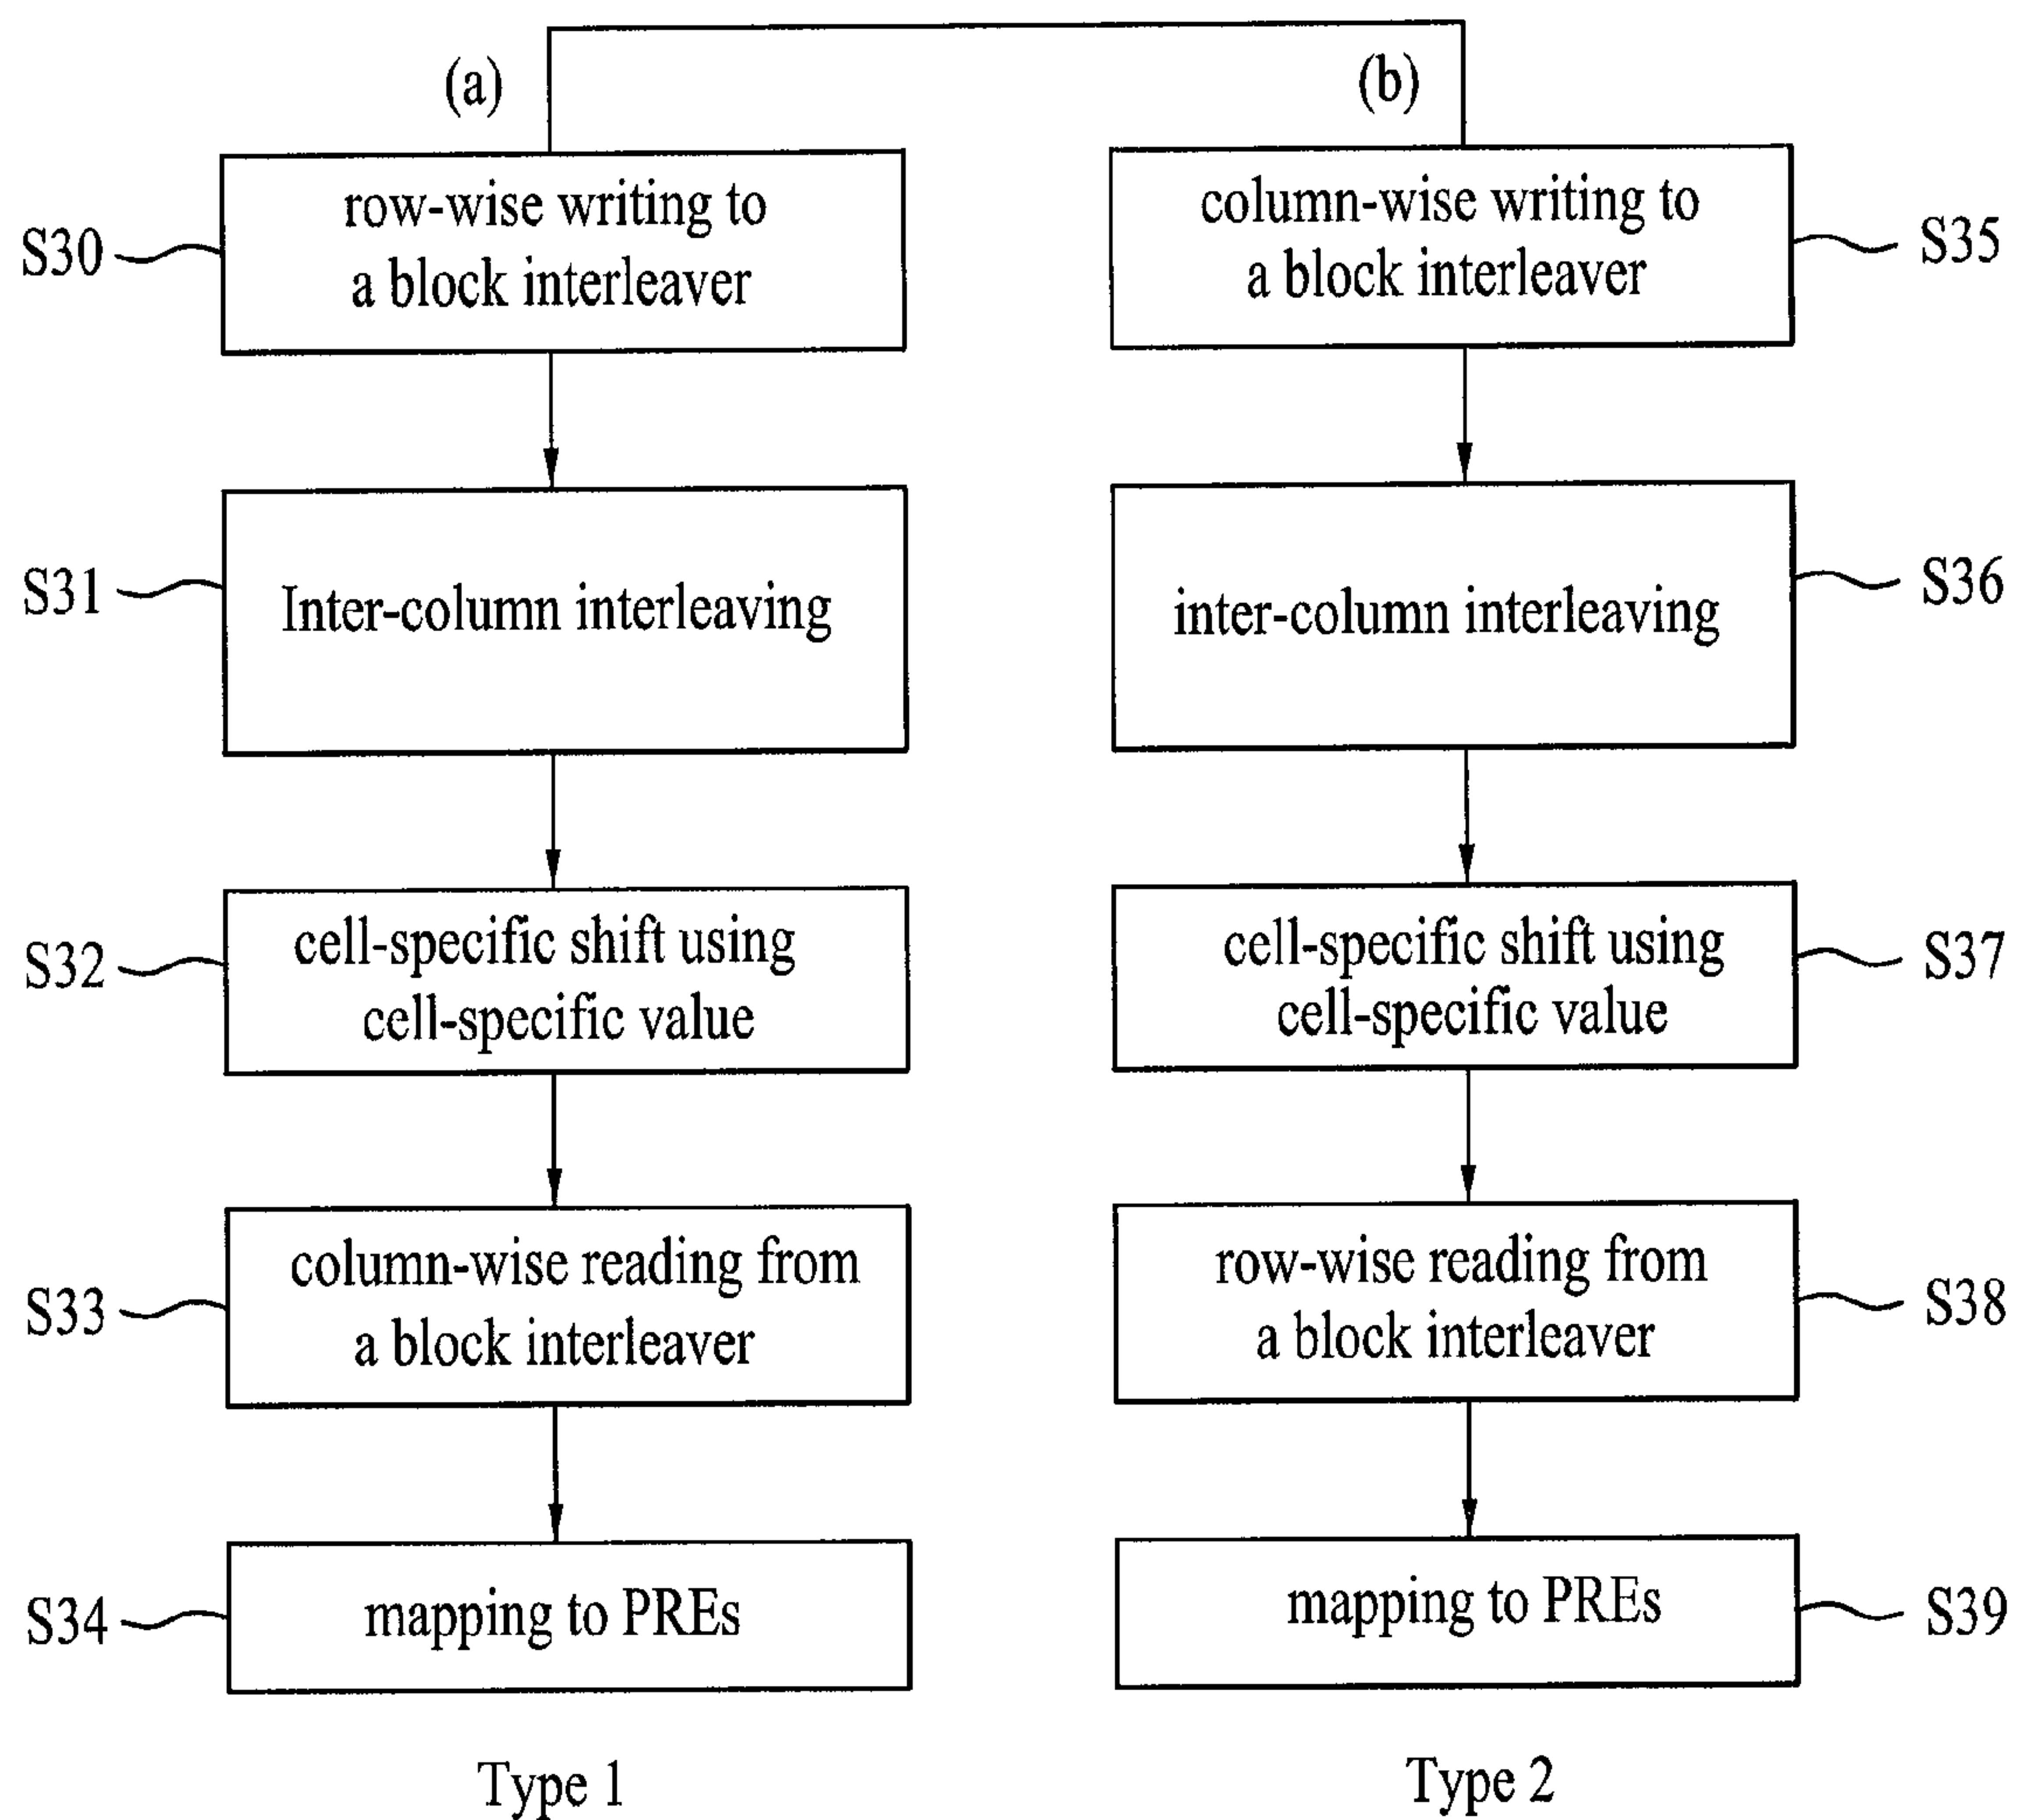 (a)
S30
row-wise writing to
a block interleaver
S31
Inter-column interleaving
S32
cell-specific shift using
cell-specific value
S33
column-wise reading from
a block interleaver
S34
mapping to PREs
Type 1
(b)
column-wise writing to
a block interleaver
S35
inter-column interleaving
S36
cell-specific shift using
cell-specific value
S37
row-wise reading from
a block interleaver
S38
mapping to PREs
S39
Type 2